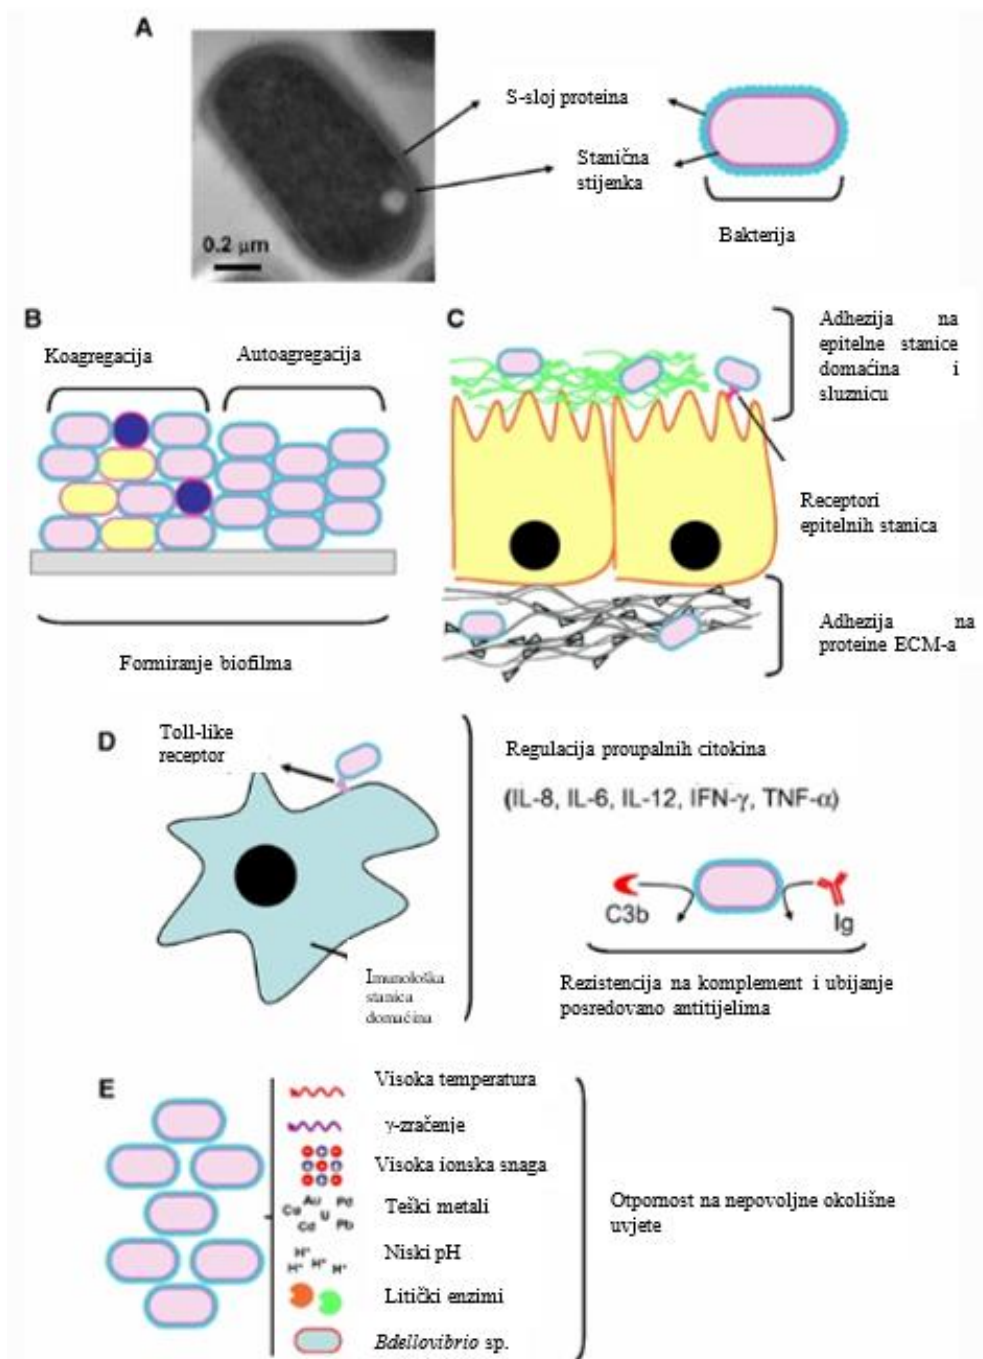 A
S-sloj proteina
Stanična
stijenka
0.2 μm
Bakterija
B
Koagregacija
Autoagregacija
Formiranje biofilma
C
Adhezija na
epitelne stanice
domaćina i
sluznicu
Receptori
epitelnih stanica
Adhezija na
proteine ECM-a
D
Toll-like
receptor
Imunološka
stanica
domaćina
Regulacija proupalnih citokina
(IL-8, IL-6, IL-12, IFN-γ, TNF-α)
C3b
Ig
Rezistencija na komplement i ubijanje
posredovano antitijelima
E
Visoka temperatura
γ-zračenje
Visoka ionska snaga
Au Pd
U
Cd Pb
Teški metali
H⁺
H⁺ H⁺ H⁺
Niski pH
Litički enzimi
Bdellovibrio sp.
Otpornost na nepovoljne okolišne
uvjete